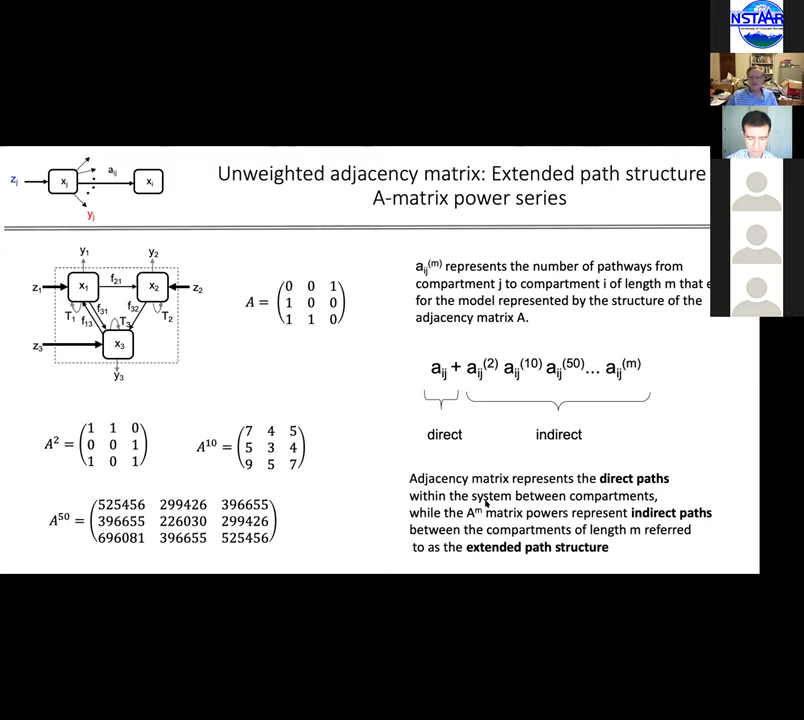 NSTAAR
Unweighted adjacency matrix: Extended path structure
A-matrix power series
zj xj aij xi
yj
y1 y2
z1 x1 f21 x2 z2
T1 f13 f31 T3 f32 T2
z3 x3
y3
A = (0 0 1
1 0 0
1 1 0)
aij(m) represents the number of pathways from
compartment j to compartment i of length m that
for the model represented by the structure of the
adjacency matrix A.
aij + aij(2) aij(10) aij(50)... aij(m)
direct indirect
A2 = (1 1 0
0 0 1
1 0 1)
A10 = (7 4 5
5 3 4
9 5 7)
A50 = (525456 299426 396655
396655 226030 299426
696081 396655 525456)
Adjacency matrix represents the direct paths
within the system between compartments,
while the Am matrix powers represent indirect paths
between the compartments of length m referred
to as the extended path structure